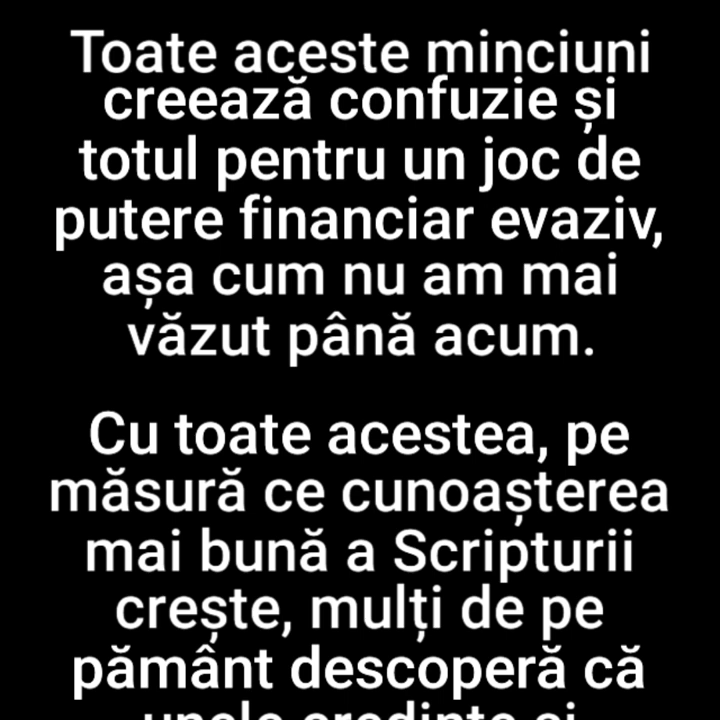 Toate aceste minciuni
creează confuzie și
totul pentru un joc de
putere financiar evaziv,
așa cum nu am mai
văzut până acum.
Cu toate acestea, pe
măsură ce cunoașterea
mai bună a Scripturii
crește, mulți de pe
pământ descoperă că